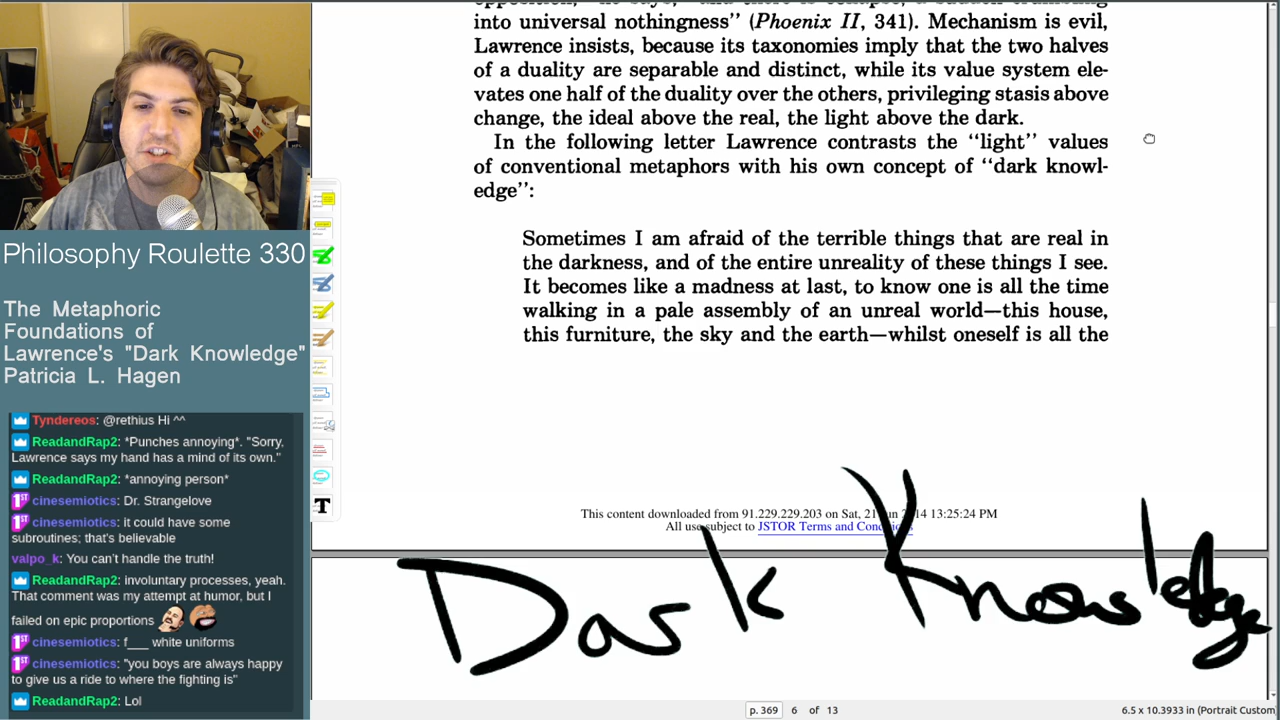 into universal nothingness” (Phoenix II, 341). Mechanism is evil,
Lawrence insists, because its taxonomies imply that the two halves
of a duality are separable and distinct, while its value system ele-
vates one half of the duality over the others, privileging stasis above
change, the ideal above the real, the light above the dark.
In the following letter Lawrence contrasts the “light” values
of conventional metaphors with his own concept of “dark knowl-
edge”:
Sometimes I am afraid of the terrible things that are real in
the darkness, and of the entire unreality of these things I see.
It becomes like a madness at last, to know one is all the time
walking in a pale assembly of an unreal world—this house,
this furniture, the sky and the earth—whilst oneself is all the
This content downloaded from 91.229.229.203 on Sat, 21 Jun 2014 13:25:24 PM
All use subject to JSTOR Terms and Conditions
Dark Knowledge
p. 369 6 of 13
6.5 x 10.3933 in (Portrait Custom
Philosophy Roulette 330
The Metaphoric
Foundations of
Lawrence's "Dark Knowledge"
Patricia L. Hagen
Tyndereos: @rethius Hi ^^
ReadandRap2: *Punches annoying*. "Sorry,
Lawrence says my hand has a mind of its own."
ReadandRap2: *annoying person*
1ST cinesemiotics: Dr. Strangelove
1ST cinesemiotics: it could have some
subroutines; that's believable
valpo_k: You can't handle the truth!
ReadandRap2: involuntary processes, yeah.
That comment was my attempt at humor, but I
failed on epic proportions
1ST cinesemiotics: f___ white uniforms
1ST cinesemiotics: "you boys are always happy
to give us a ride to where the fighting is"
ReadandRap2: Lol
T